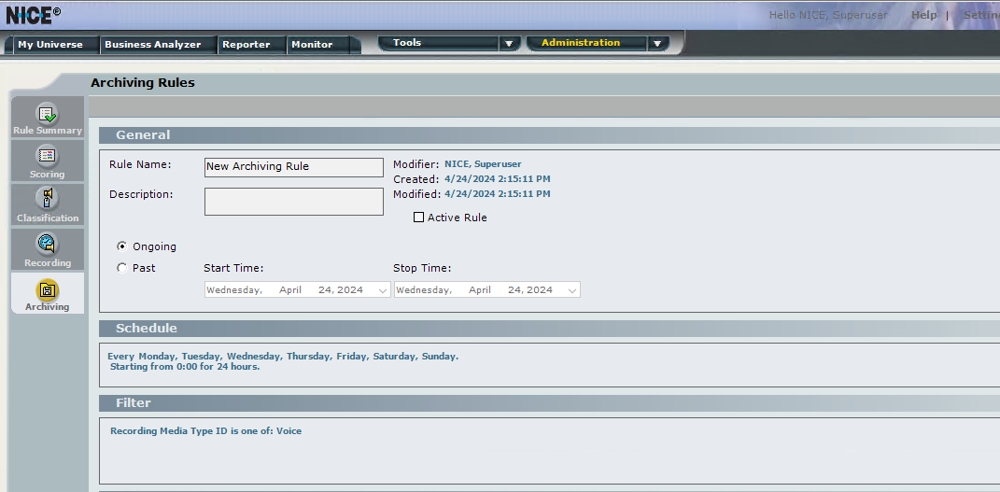 NICE®
Hello NICE, Superuser Help | Settin
My Universe Business Analyzer Reporter Monitor Tools Administration
Archiving Rules
Rule Summary
Scoring
Classification
Recording
Archiving
General
Rule Name: New Archiving Rule Modifier: NICE, Superuser
Created: 4/24/2024 2:15:11 PM
Description: Modified: 4/24/2024 2:15:11 PM
Active Rule
Ongoing
Past Start Time: Stop Time:
Wednesday, April 24, 2024 Wednesday, April 24, 2024
Schedule
Every Monday, Tuesday, Wednesday, Thursday, Friday, Saturday, Sunday.
Starting from 0:00 for 24 hours.
Filter
Recording Media Type ID is one of: Voice